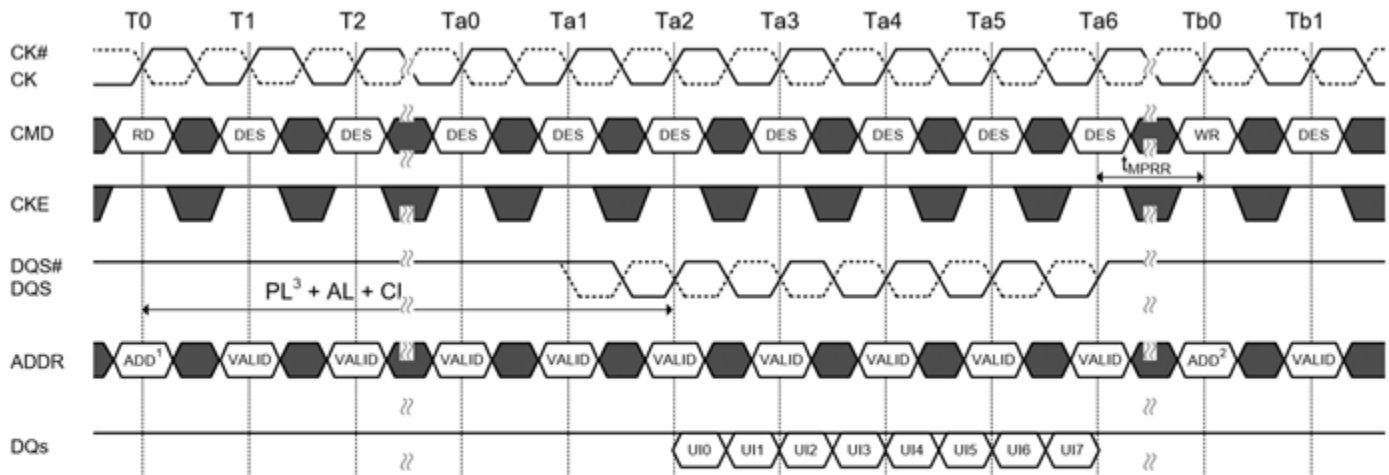 T0 T1 T2 Ta0 Ta1 Ta2 Ta3 Ta4 Ta5 Ta6 Tb0 Tb1
CK#
CK
CMD RD DES DES DES DES DES DES DES DES DES WR DES
tMPRR
CKE
DQS#
DQS
PL³ + AL + CL
ADDR ADD¹ VALID VALID VALID VALID VALID VALID VALID VALID VALID ADD² VALID
DQs UI0 UI1 UI2 UI3 UI4 UI5 UI6 UI7